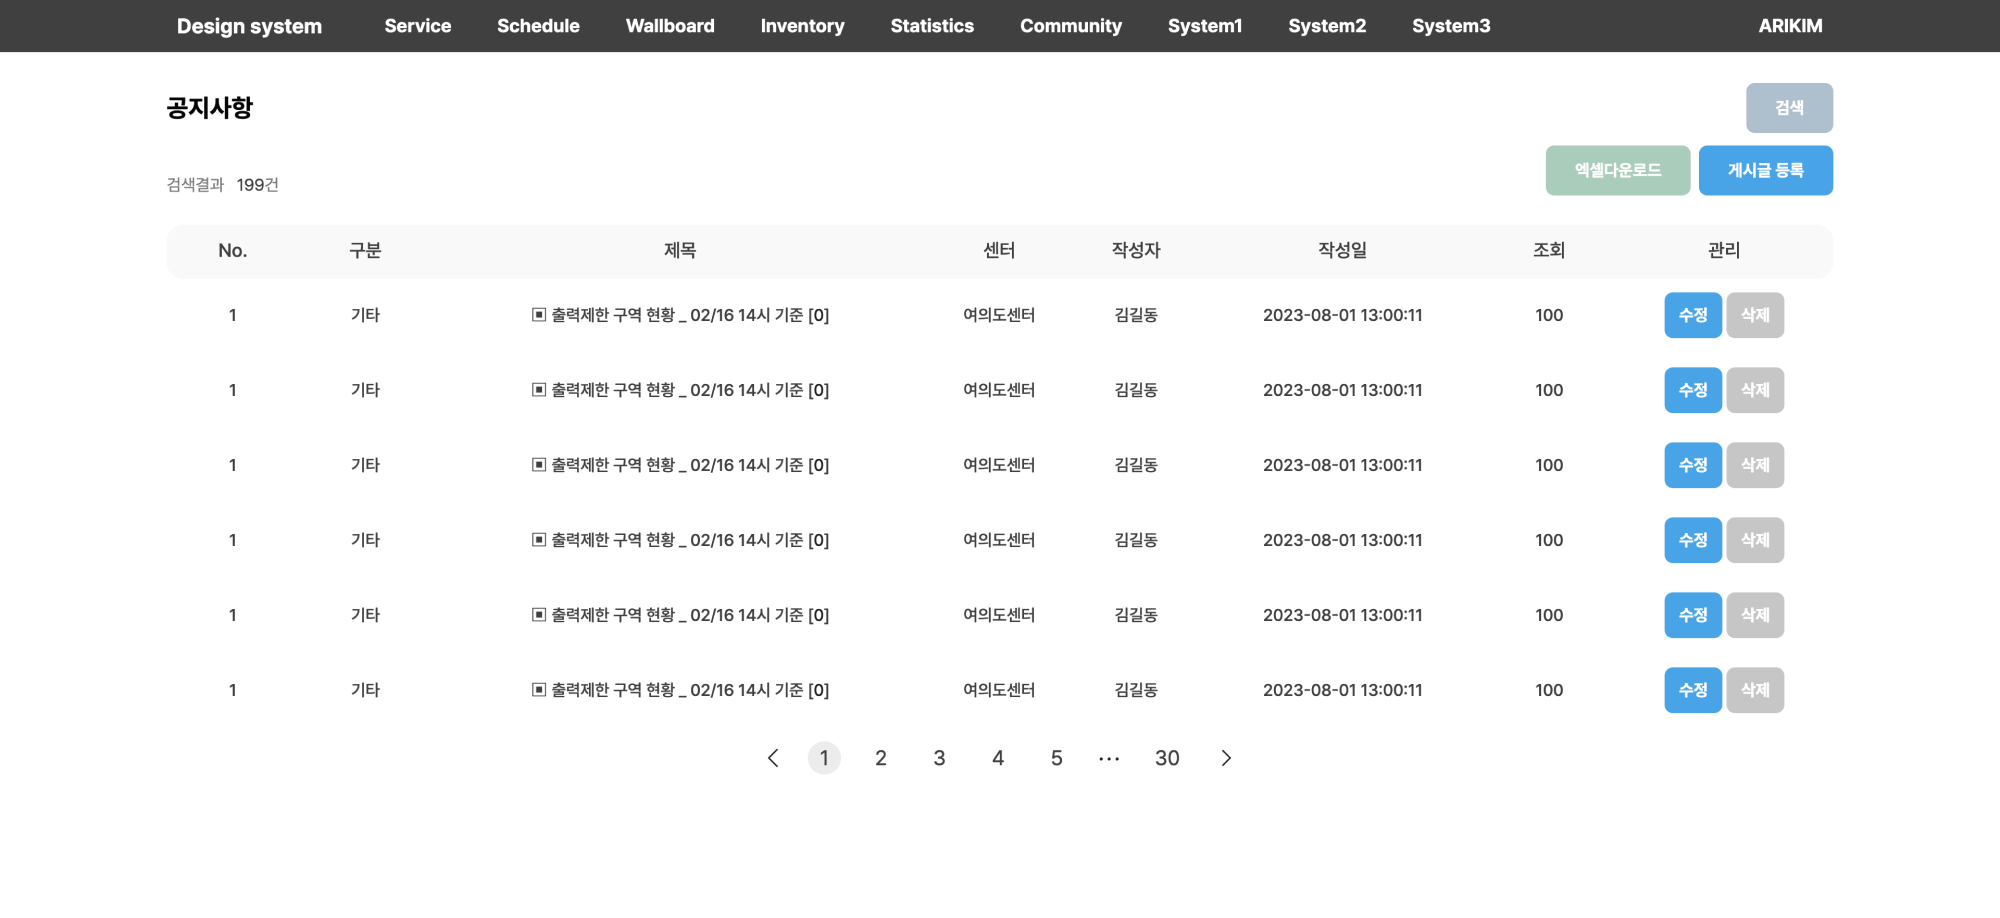 Design system Service Schedule Wallboard Inventory Statistics Community System1 System2 System3 ARIKIM
공지사항 검색
검색결과 199건 엑셀다운로드 게시글 등록
No. 구분 제목 센터 작성자 작성일 조회 관리
1 기타 ▣ 출력제한 구역 현황 _ 02/16 14시 기준 [0] 여의도센터 김길동 2023-08-01 13:00:11 100 수정 삭제
1 기타 ▣ 출력제한 구역 현황 _ 02/16 14시 기준 [0] 여의도센터 김길동 2023-08-01 13:00:11 100 수정 삭제
1 기타 ▣ 출력제한 구역 현황 _ 02/16 14시 기준 [0] 여의도센터 김길동 2023-08-01 13:00:11 100 수정 삭제
1 기타 ▣ 출력제한 구역 현황 _ 02/16 14시 기준 [0] 여의도센터 김길동 2023-08-01 13:00:11 100 수정 삭제
1 기타 ▣ 출력제한 구역 현황 _ 02/16 14시 기준 [0] 여의도센터 김길동 2023-08-01 13:00:11 100 수정 삭제
1 기타 ▣ 출력제한 구역 현황 _ 02/16 14시 기준 [0] 여의도센터 김길동 2023-08-01 13:00:11 100 수정 삭제
1 2 3 4 5 ··· 30